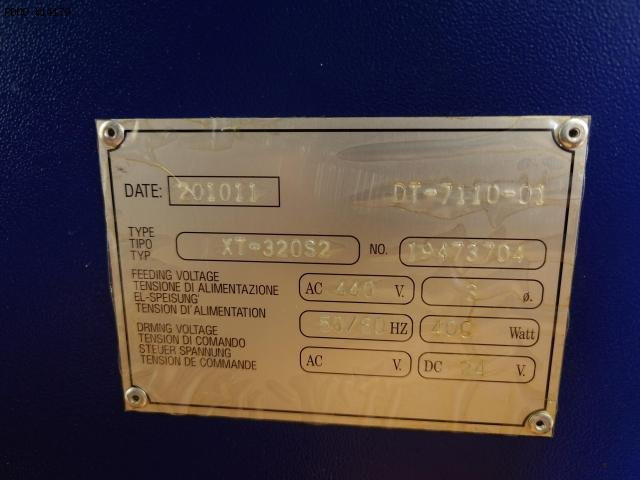 DATE: 201011 DT-7110-01
TYPE
TIPO
TYP
XT-320S2 NO. 19473704
FEEDING VOLTAGE
TENSIONE DI ALIMENTAZIONE
EL-SPEISUNG
TENSION D'ALIMENTATION
AC 440 V. 3 ø.
50/60 HZ 400 Watt
DRMNG VOLTAGE
TENSION DI COMANDO
STEUER SPANNUNG
TENSION DE COMMANDE
AC V. DC 24 V.